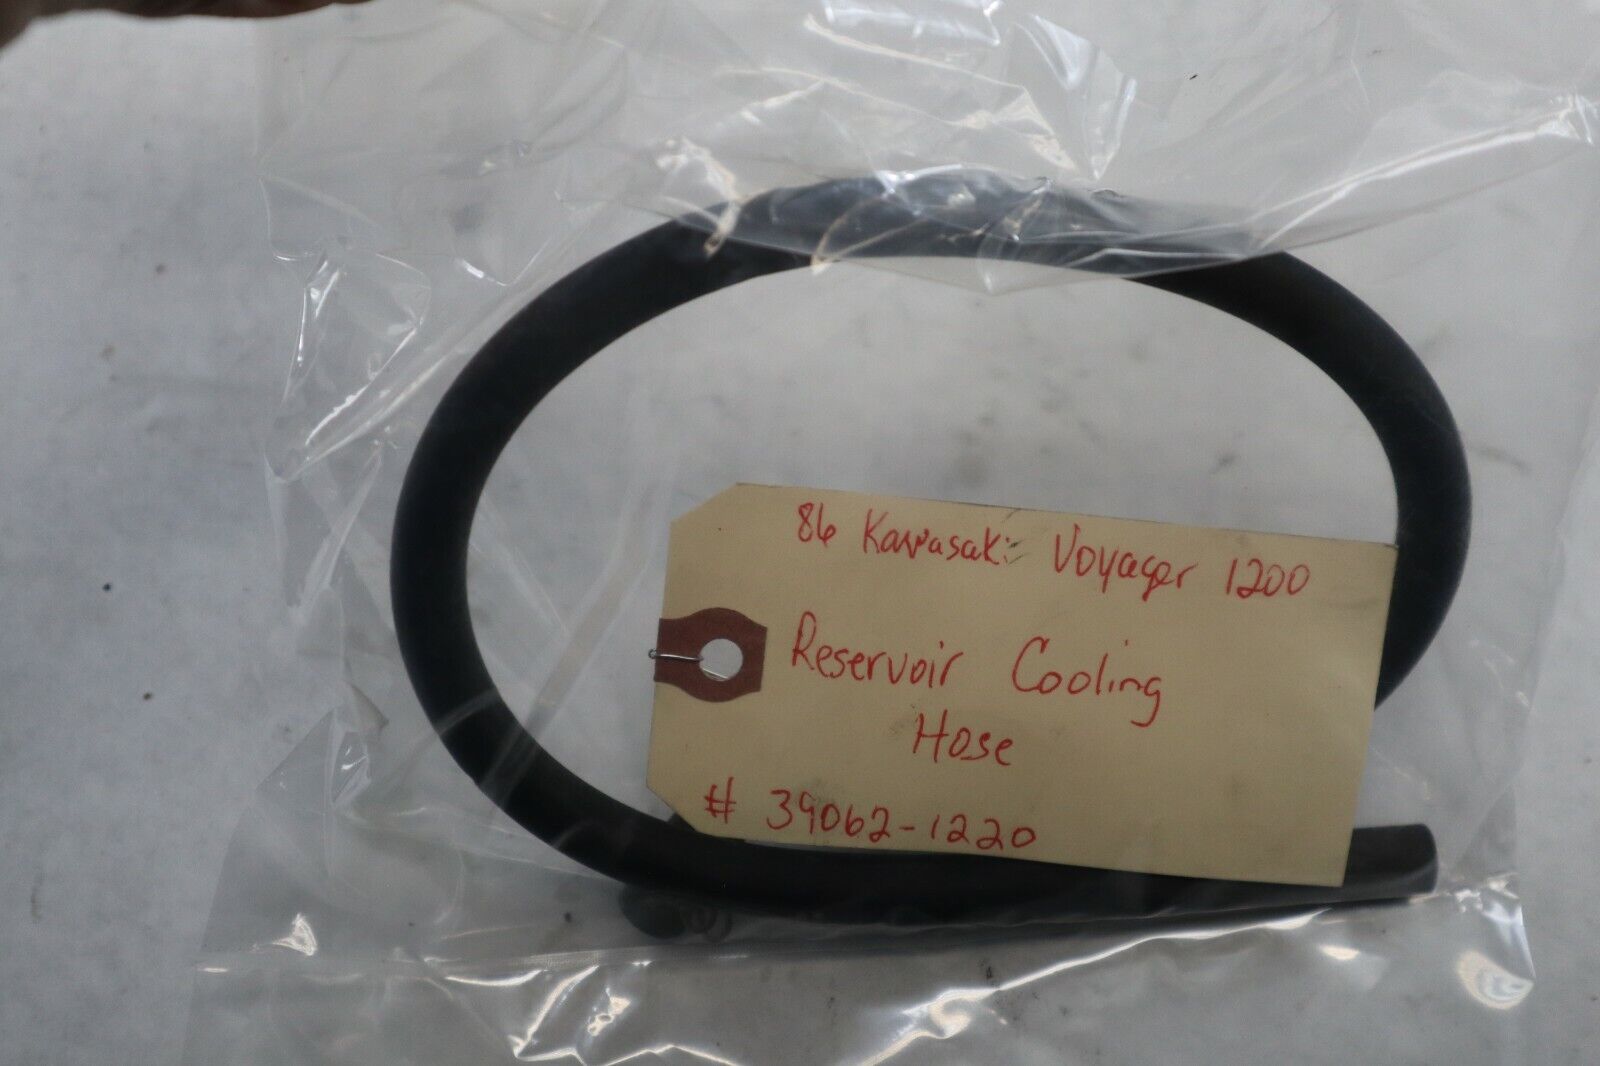 86 Kawasaki Voyager 1200
Reservoir Cooling
Hose
# 39062-1220